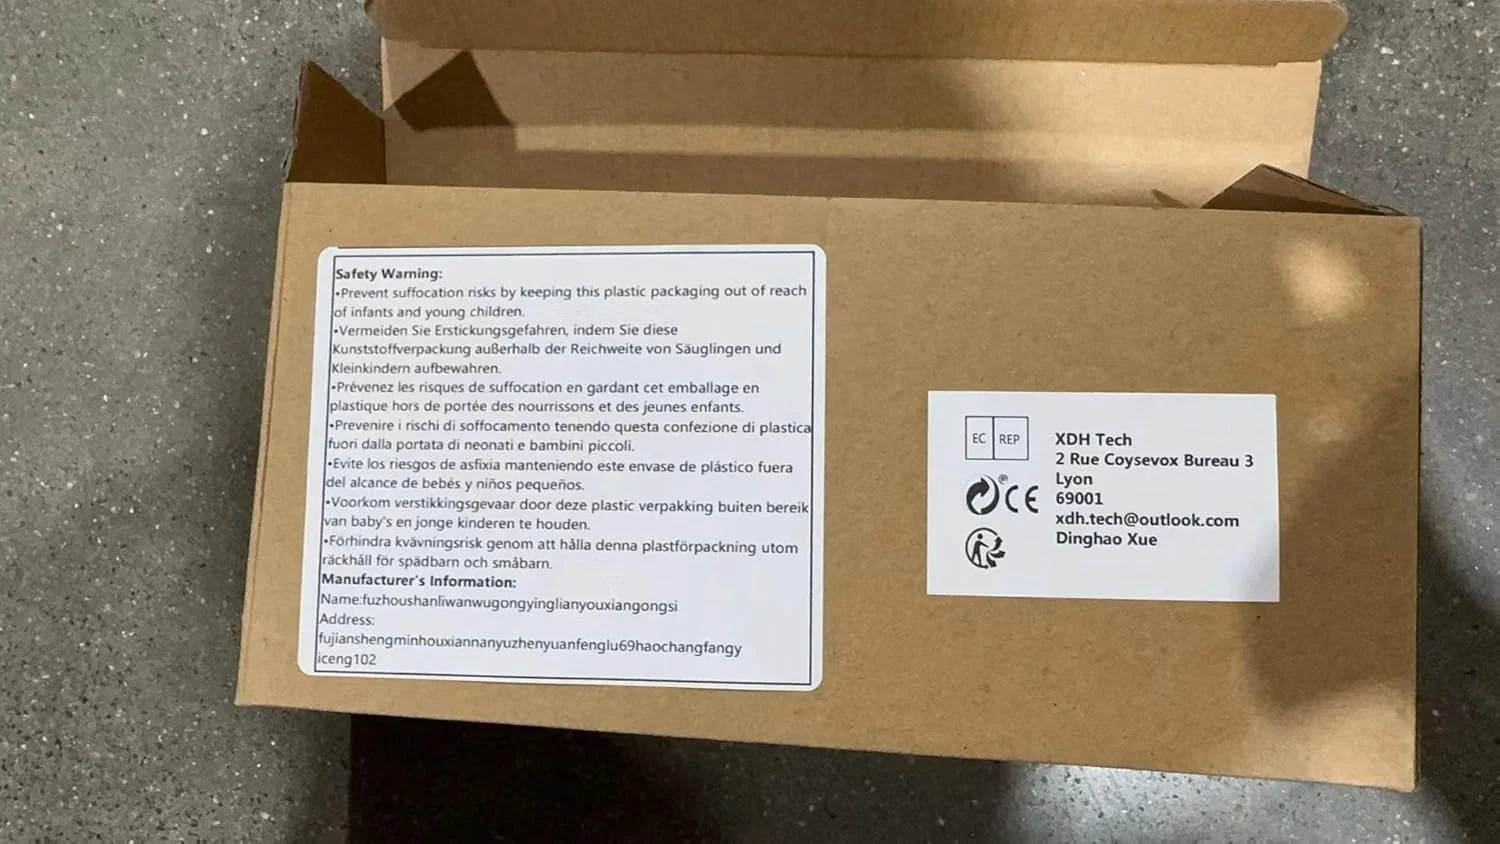 Safety Warning:
•Prevent suffocation risks by keeping this plastic packaging out of reach
of infants and young children.
•Vermeiden Sie Erstickungsgefahren, indem Sie diese
Kunststoffverpackung außerhalb der Reichweite von Säuglingen und
Kleinkindern aufbewahren.
•Prévenez les risques de suffocation en gardant cet emballage en
plastique hors de portée des nourrissons et des jeunes enfants.
•Prevenire i rischi di soffocamento tenendo questa confezione di plastica
fuori dalla portata di neonati e bambini piccoli.
•Evite los riesgos de asfixia manteniendo este envase de plástico fuera
del alcance de bebés y niños pequeños.
•Voorkom verstikkingsgevaar door deze plastic verpakking buiten bereik
van baby's en jonge kinderen te houden.
•Förhindra kvävningsrisk genom att hålla denna plastförpackning utom
räckhåll för spädbarn och småbarn.
Manufacturer's Information:
Name:fuzhoushanliwanwugongyinglianyouxiangongsi
Address:
fujianshengminhouxiannanyuzhenyuanfenglu69haochangfangy
iceng102
EC REP
® CE
XDH Tech
2 Rue Coysevox Bureau 3
Lyon
69001
xdh.tech@outlook.com
Dinghao Xue